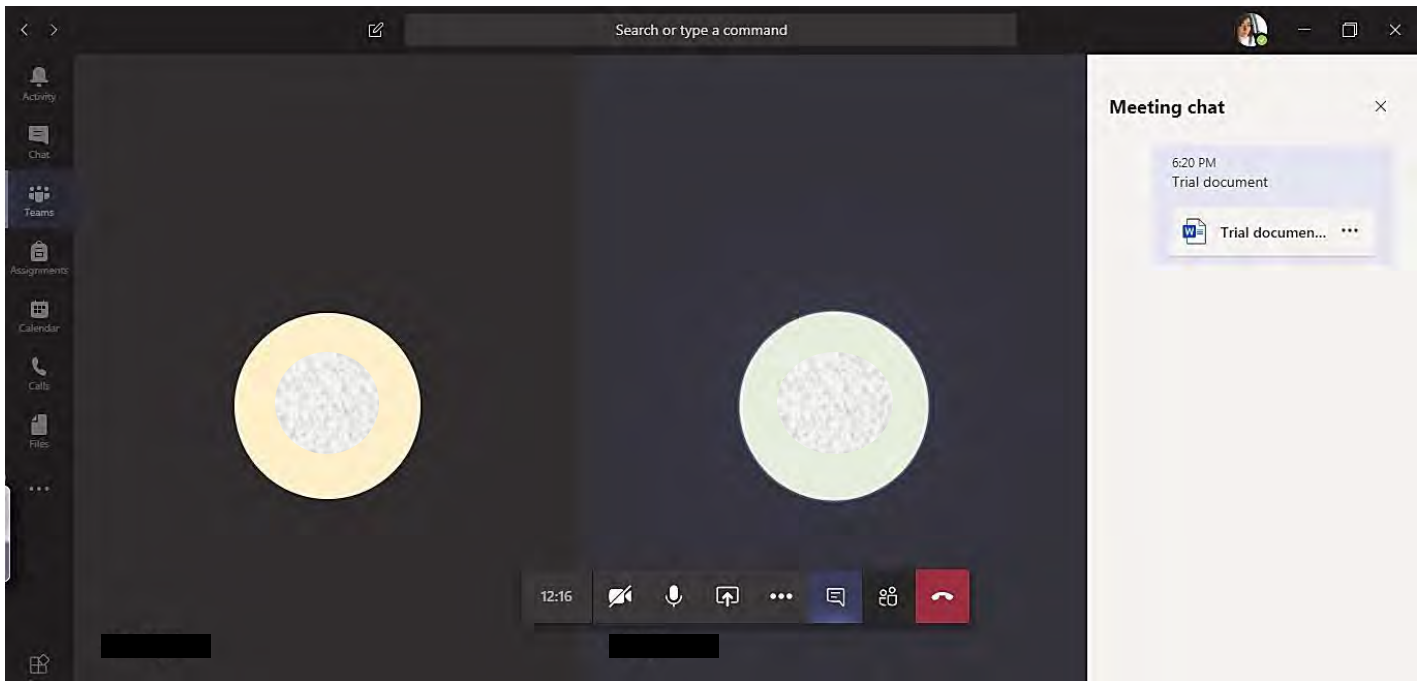 Search or type a command
Activity
Chat
Teams
Assignments
Calendar
Calls
Files
12:16
Meeting chat
6:20 PM
Trial document
W
Trial documen...